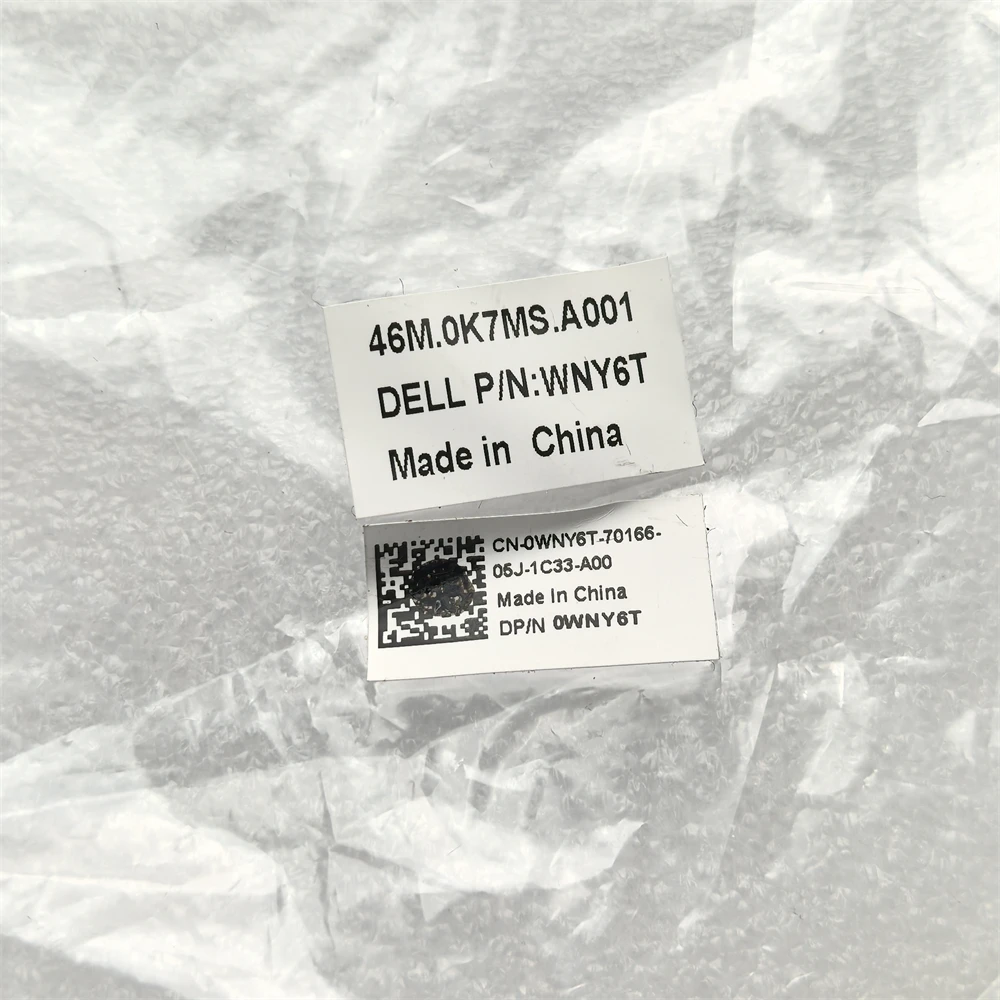 46M.0K7MS.A001
DELL P/N:WNY6T
Made in China
CN-0WNY6T-70166-
05J-1C33-A00
Made In China
DP/N 0WNY6T